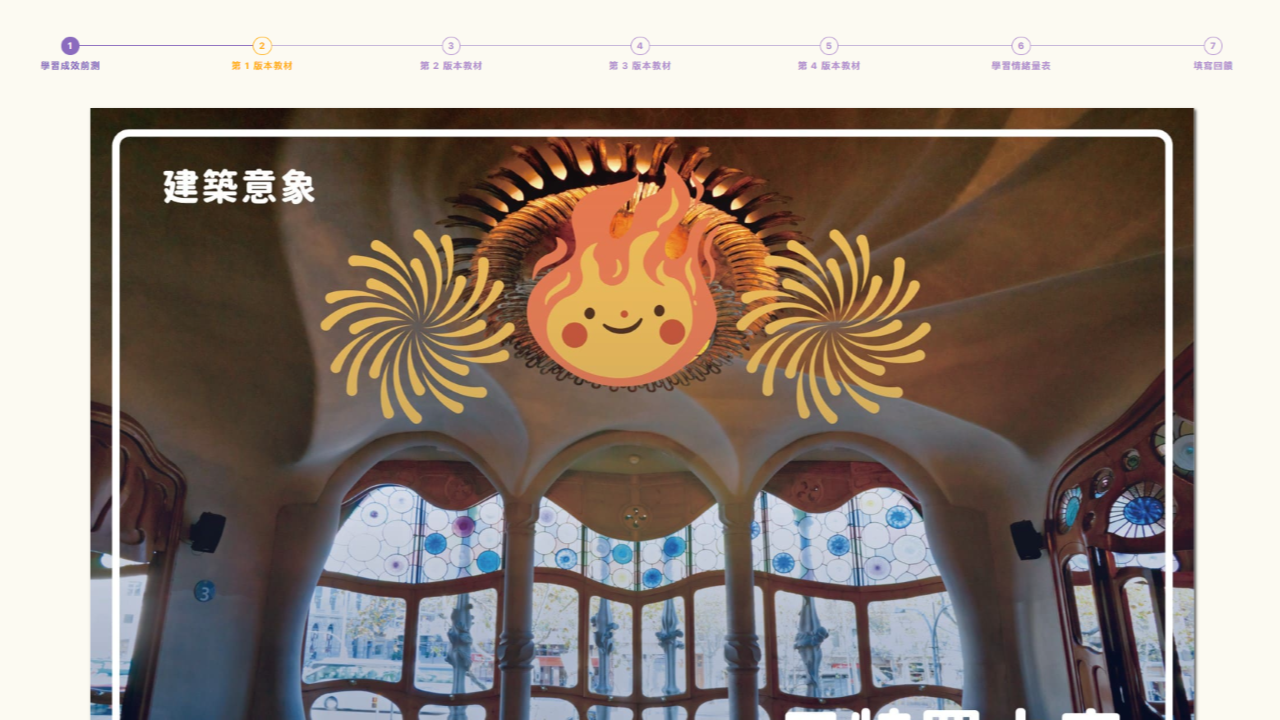 1 2 3 4 5 6 7
學習成效前測 第 1 版本教材 第 2 版本教材 第 3 版本教材 第 4 版本教材 學習情緒量表 填寫回饋
建築意象
3